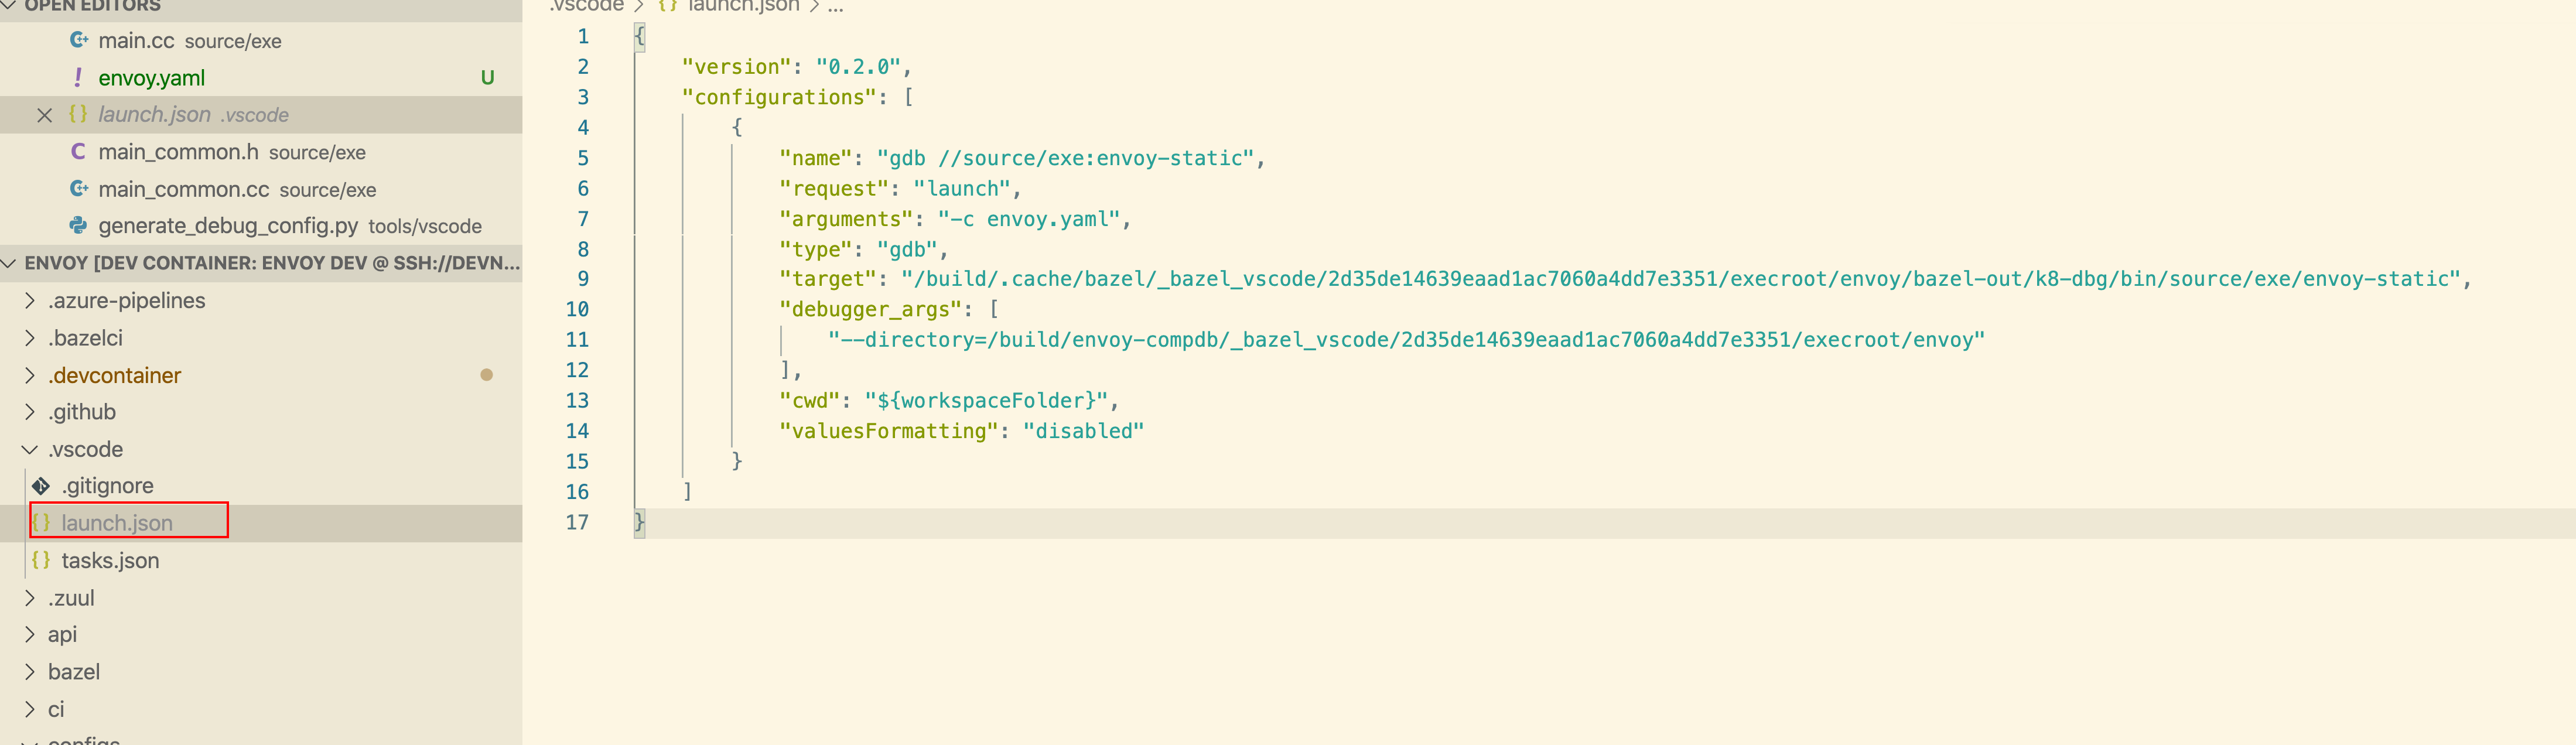 OPEN EDITORS
main.cc source/exe
envoy.yaml U
launch.json .vscode
main_common.h source/exe
main_common.cc source/exe
generate_debug_config.py tools/vscode
ENVOY [DEV CONTAINER: ENVOY DEV @ SSH://DEVN...
.azure-pipelines
.bazelci
.devcontainer
.github
.vscode
.gitignore
launch.json
tasks.json
.zuul
api
bazel
ci
configs
.vscode > {} launch.json > ...
1 {
2 "version": "0.2.0",
3 "configurations": [
4 {
5 "name": "gdb //source/exe:envoy-static",
6 "request": "launch",
7 "arguments": "-c envoy.yaml",
8 "type": "gdb",
9 "target": "/build/.cache/bazel/_bazel_vscode/2d35de14639eaad1ac7060a4dd7e3351/execroot/envoy/bazel-out/k8-dbg/bin/source/exe/envoy-static",
10 "debugger_args": [
11 "--directory=/build/envoy-compdb/_bazel_vscode/2d35de14639eaad1ac7060a4dd7e3351/execroot/envoy"
12 ],
13 "cwd": "${workspaceFolder}",
14 "valuesFormatting": "disabled"
15 }
16 ]
17 }